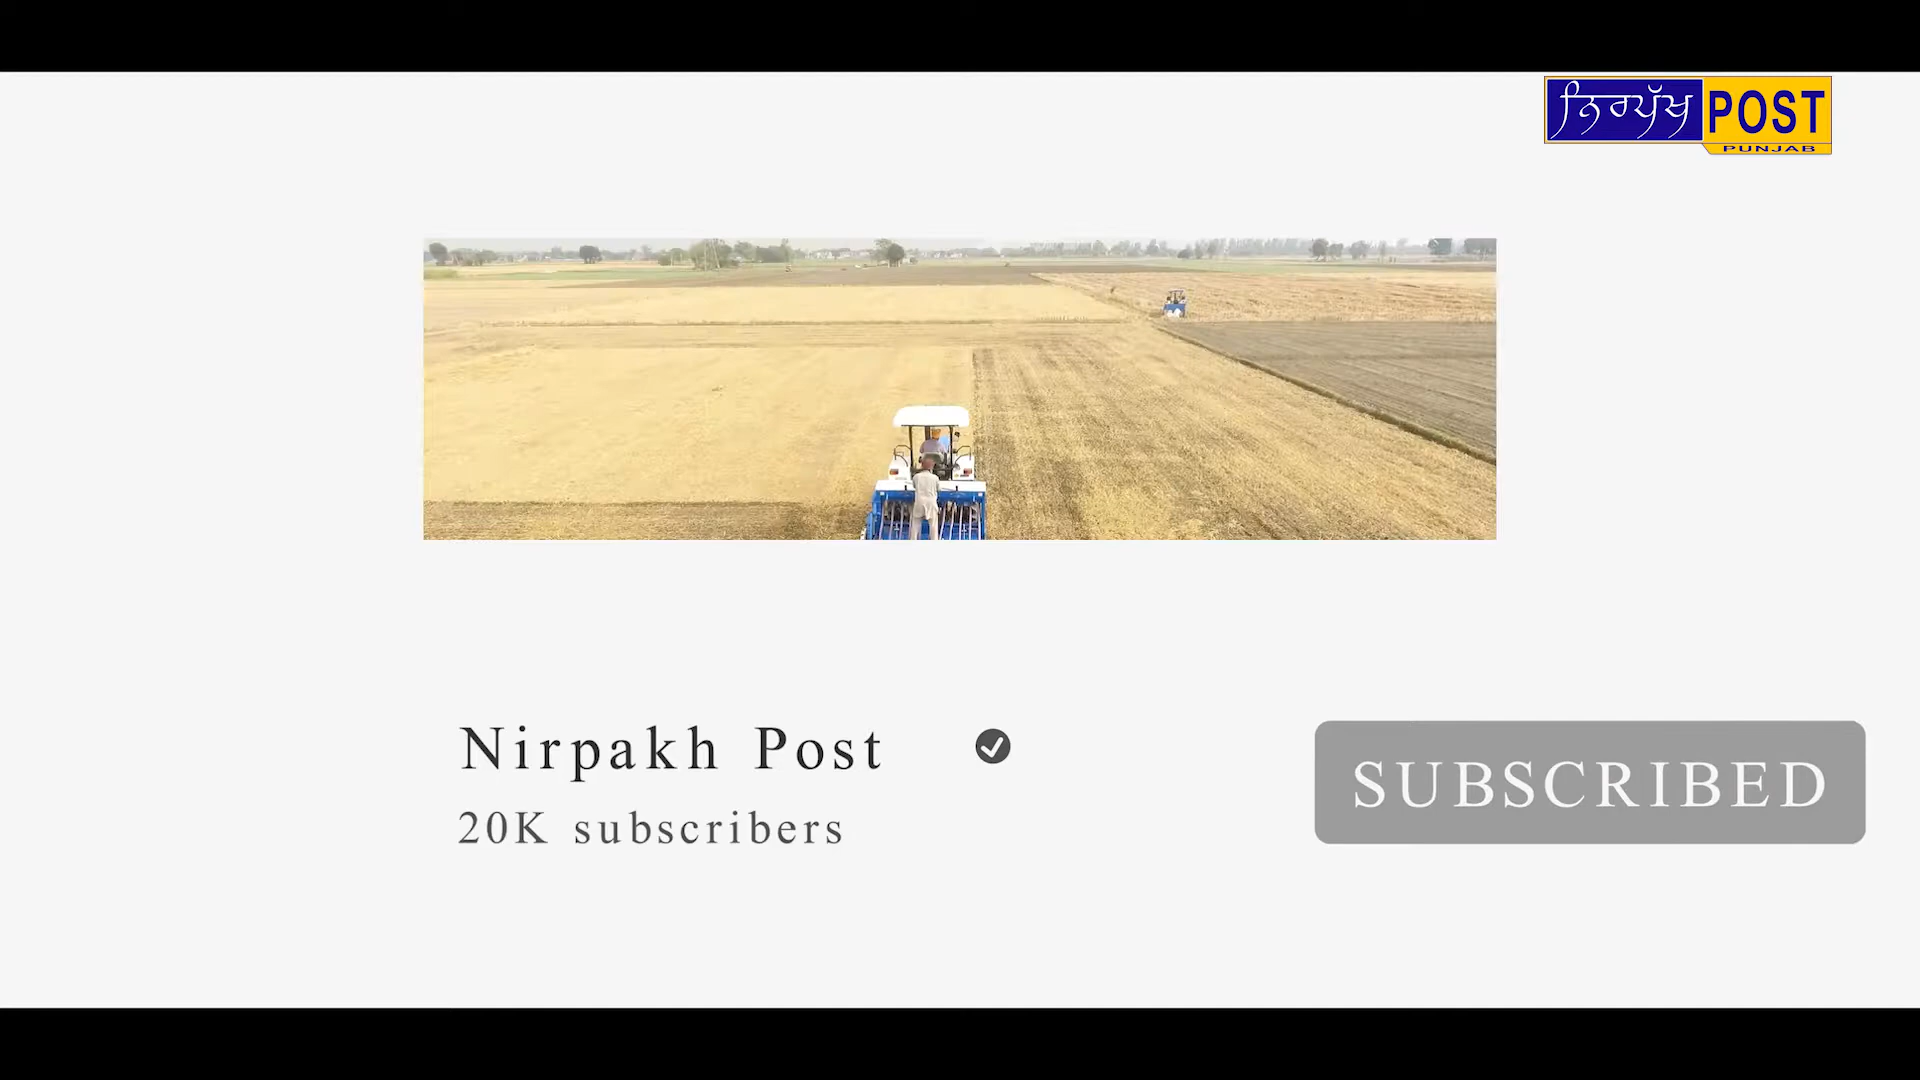 ਨਿਰਪੱਖ POST
PUNJAB
Nirpakh Post
20K subscribers
SUBSCRIBED